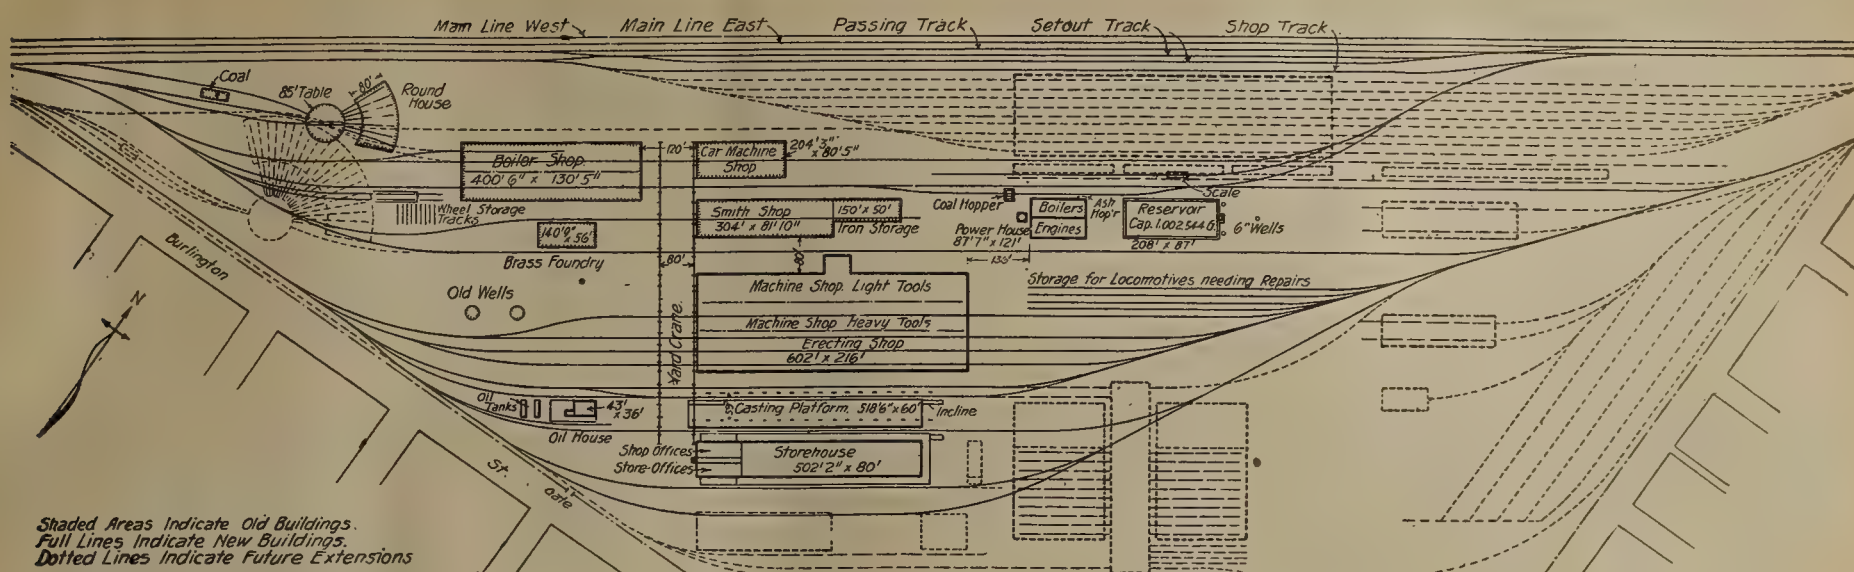 Main Line West
Main Line East
Passing Track
Setout Track
Shop Track
Coal
85' Table
80'
Round
House
Boiler Shop.
400'6" x 130'5"
120'
Car Machine
Shop
204'3"
x 80'5"
Wheel Storage
Tracks
140'9"
x 56'
Brass Foundry
Smith Shop
304' x 81'10"
150' x 50'
Iron Storage
Coal Hopper
Boilers
Engines
Ash
Hop'r
Power House
87'7" x 121'
Reservoir
Cap. 1.002.544 G.
208' x 87'
Scale
6" Wells
80'
80'
Burlington
St.
Gate
N
Old Wells
Yard Crane.
Machine Shop. Light Tools
Machine Shop Heavy Tools
Erecting Shop
602' x 216'
Storage for Locomotives needing Repairs
Oil
Tanks
43'
x 36'
Oil House
Casting Platform. 518'6" x 60'
Incline
Shop Offices
Store-Offices
Storehouse
502'2" x 80'
Shaded Areas Indicate Old Buildings.
Full Lines Indicate New Buildings.
Dotted Lines Indicate Future Extensions